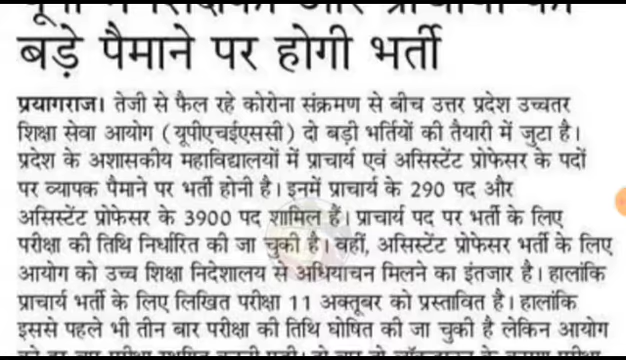 बड़े पैमाने पर होगी भर्ती
प्रयागराज। तेजी से फैल रहे कोरोना संक्रमण से बीच उत्तर प्रदेश उच्चतर
शिक्षा सेवा आयोग (यूपीएचईएससी) दो बड़ी भर्तियों की तैयारी में जुटा है।
प्रदेश के अशासकीय महाविद्यालयों में प्राचार्य एवं असिस्टेंट प्रोफेसर के पदों
पर व्यापक पैमाने पर भर्ती होनी है। इनमें प्राचार्य के 290 पद और
असिस्टेंट प्रोफेसर के 3900 पद शामिल हैं। प्राचार्य पद पर भर्ती के लिए
परीक्षा की तिथि निर्धारित की जा चुकी है। वहीं, असिस्टेंट प्रोफेसर भर्ती के लिए
आयोग को उच्च शिक्षा निदेशालय से अधियाचन मिलने का इंतजार है। हालांकि
प्राचार्य भर्ती के लिए लिखित परीक्षा 11 अक्तूबर को प्रस्तावित है। हालांकि
इससे पहले भी तीन बार परीक्षा की तिथि घोषित की जा चुकी है लेकिन आयोग